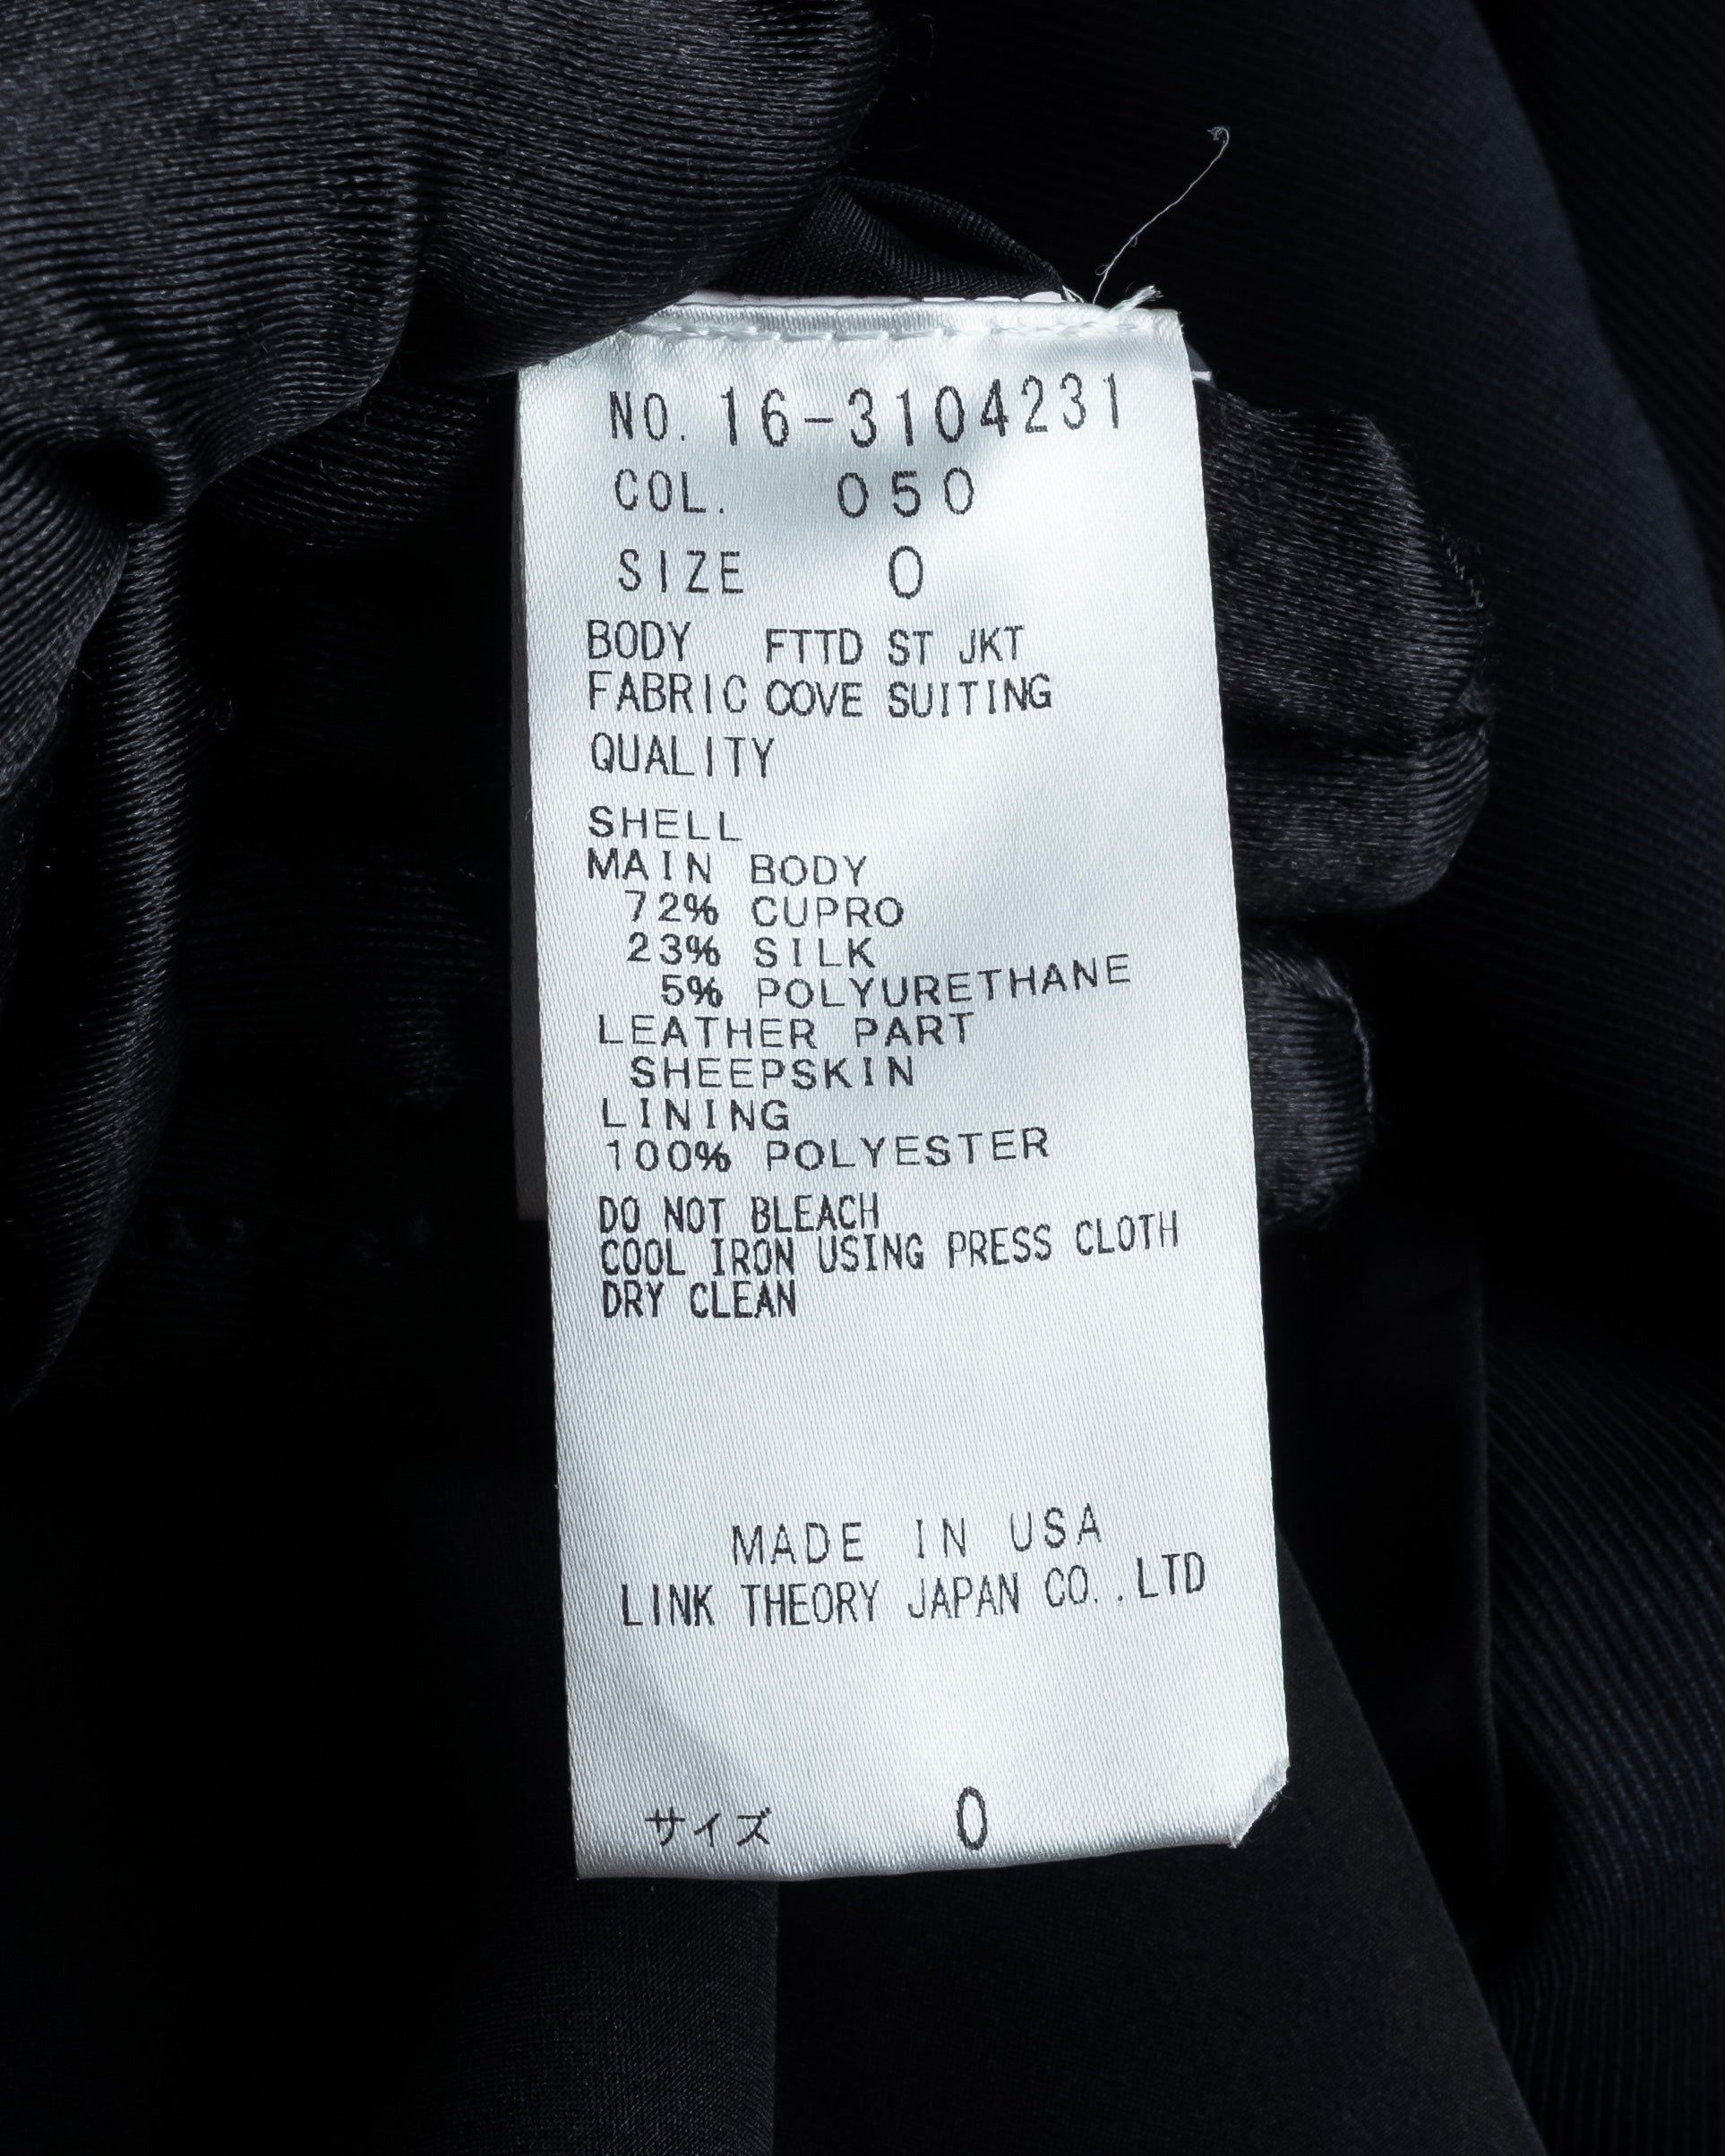 NO. 16-3104231
COL. 050
SIZE 0
BODY FTTD ST JKT
FABRIC COVE SUITING
QUALITY
SHELL
MAIN BODY
72% CUPRO
23% SILK
5% POLYURETHANE
LEATHER PART
SHEEPSKIN
LINING
100% POLYESTER
DO NOT BLEACH
COOL IRON USING PRESS CLOTH
DRY CLEAN
MADE IN USA
LINK THEORY JAPAN CO.,LTD
サイズ 0